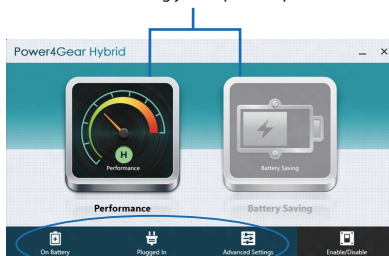 Power4Gear Hybrid
H
Performance
Battery Saving
Performance
Battery Saving
On Battery
Plugged In
Advanced Settings
Enable/Disable